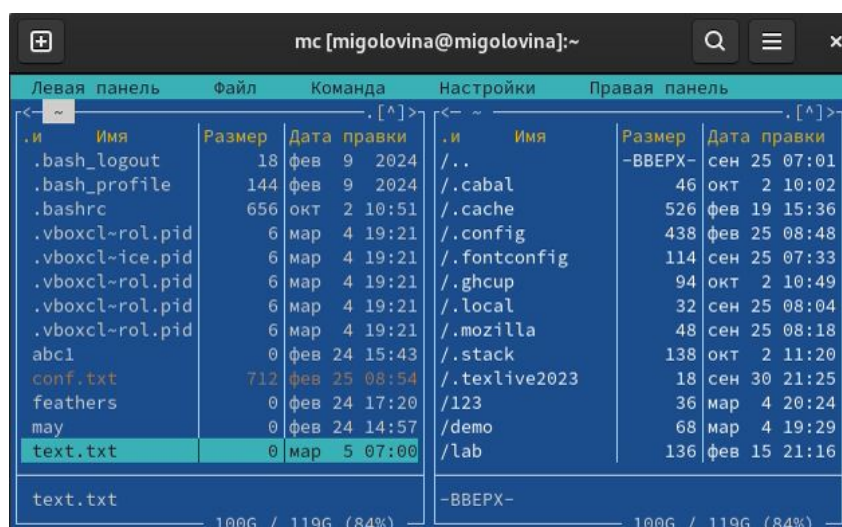 mc [migolovina@migolovina]:~
Левая панель Файл Команда Настройки Правая панель
<— ~ .[^]> <— ~ .[^]>
.и Имя Размер Дата правки .и Имя Размер Дата правки
.bash_logout 18 фев 9 2024 /.. -ВВЕРХ- сен 25 07:01
.bash_profile 144 фев 9 2024 /.cabal 46 окт 2 10:02
.bashrc 656 окт 2 10:51 /.cache 526 фев 19 15:36
.vboxcl~rol.pid 6 мар 4 19:21 /.config 438 фев 25 08:48
.vboxcl~ice.pid 6 мар 4 19:21 /.fontconfig 114 сен 25 07:33
.vboxcl~rol.pid 6 мар 4 19:21 /.ghcup 94 окт 2 10:49
.vboxcl~rol.pid 6 мар 4 19:21 /.local 32 сен 25 08:04
.vboxcl~rol.pid 6 мар 4 19:21 /.mozilla 48 сен 25 08:18
abc1 0 фев 24 15:43 /.stack 138 окт 2 11:20
conf.txt 712 фев 25 08:54 /.texlive2023 18 сен 30 21:25
feathers 0 фев 24 17:20 /123 36 мар 4 20:24
may 0 фев 24 14:57 /demo 68 мар 4 19:29
text.txt 0 мар 5 07:00 /lab 136 фев 15 21:16
text.txt -ВВЕРХ-
100G / 119G (84%) 100G / 119G (84%)